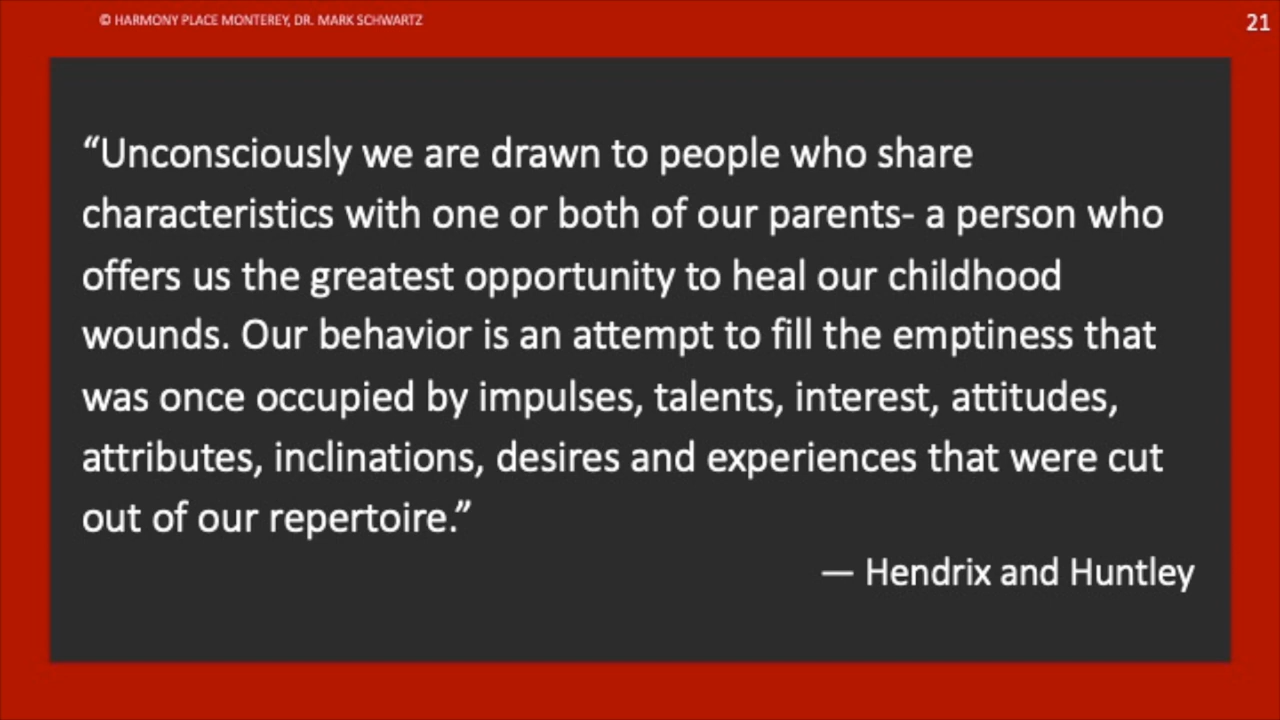 © HARMONY PLACE MONTEREY, DR. MARK SCHWARTZ
21
“Unconsciously we are drawn to people who share
characteristics with one or both of our parents- a person who
offers us the greatest opportunity to heal our childhood
wounds. Our behavior is an attempt to fill the emptiness that
was once occupied by impulses, talents, interest, attitudes,
attributes, inclinations, desires and experiences that were cut
out of our repertoire.”
— Hendrix and Huntley